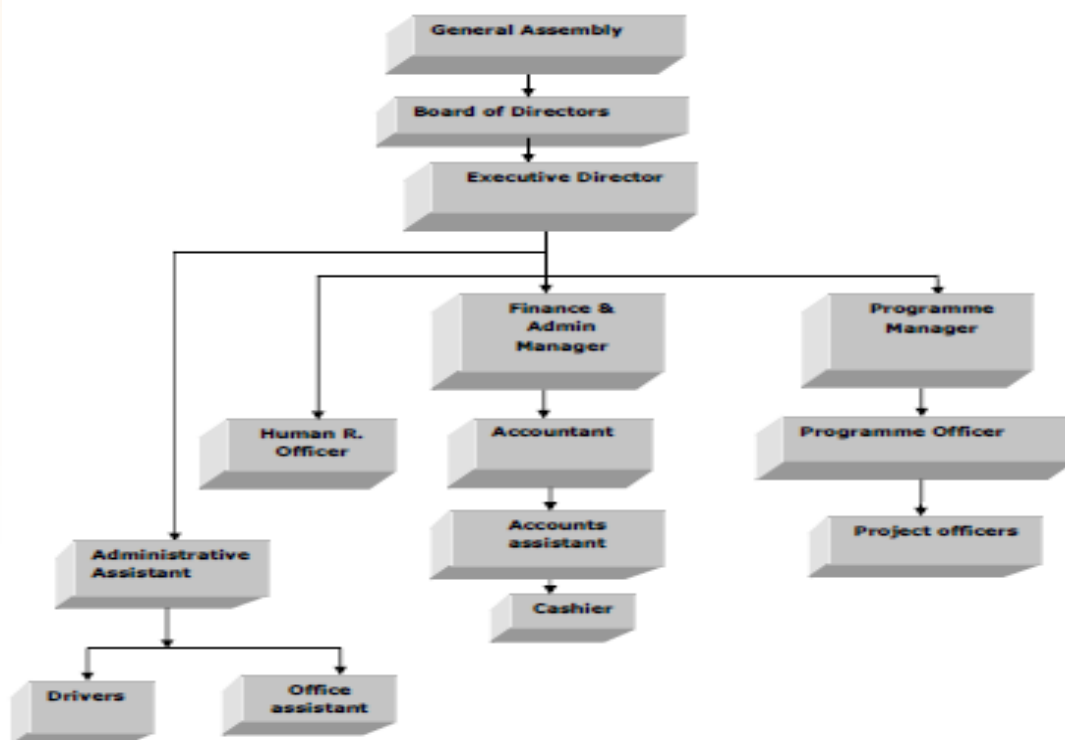 General Assembly
Board of Directors
Executive Director
Finance &
Admin
Manager
Programme
Manager
Human R.
Officer
Accountant
Programme Officer
Accounts
assistant
Project officers
Administrative
Assistant
Cashier
Drivers
Office
assistant